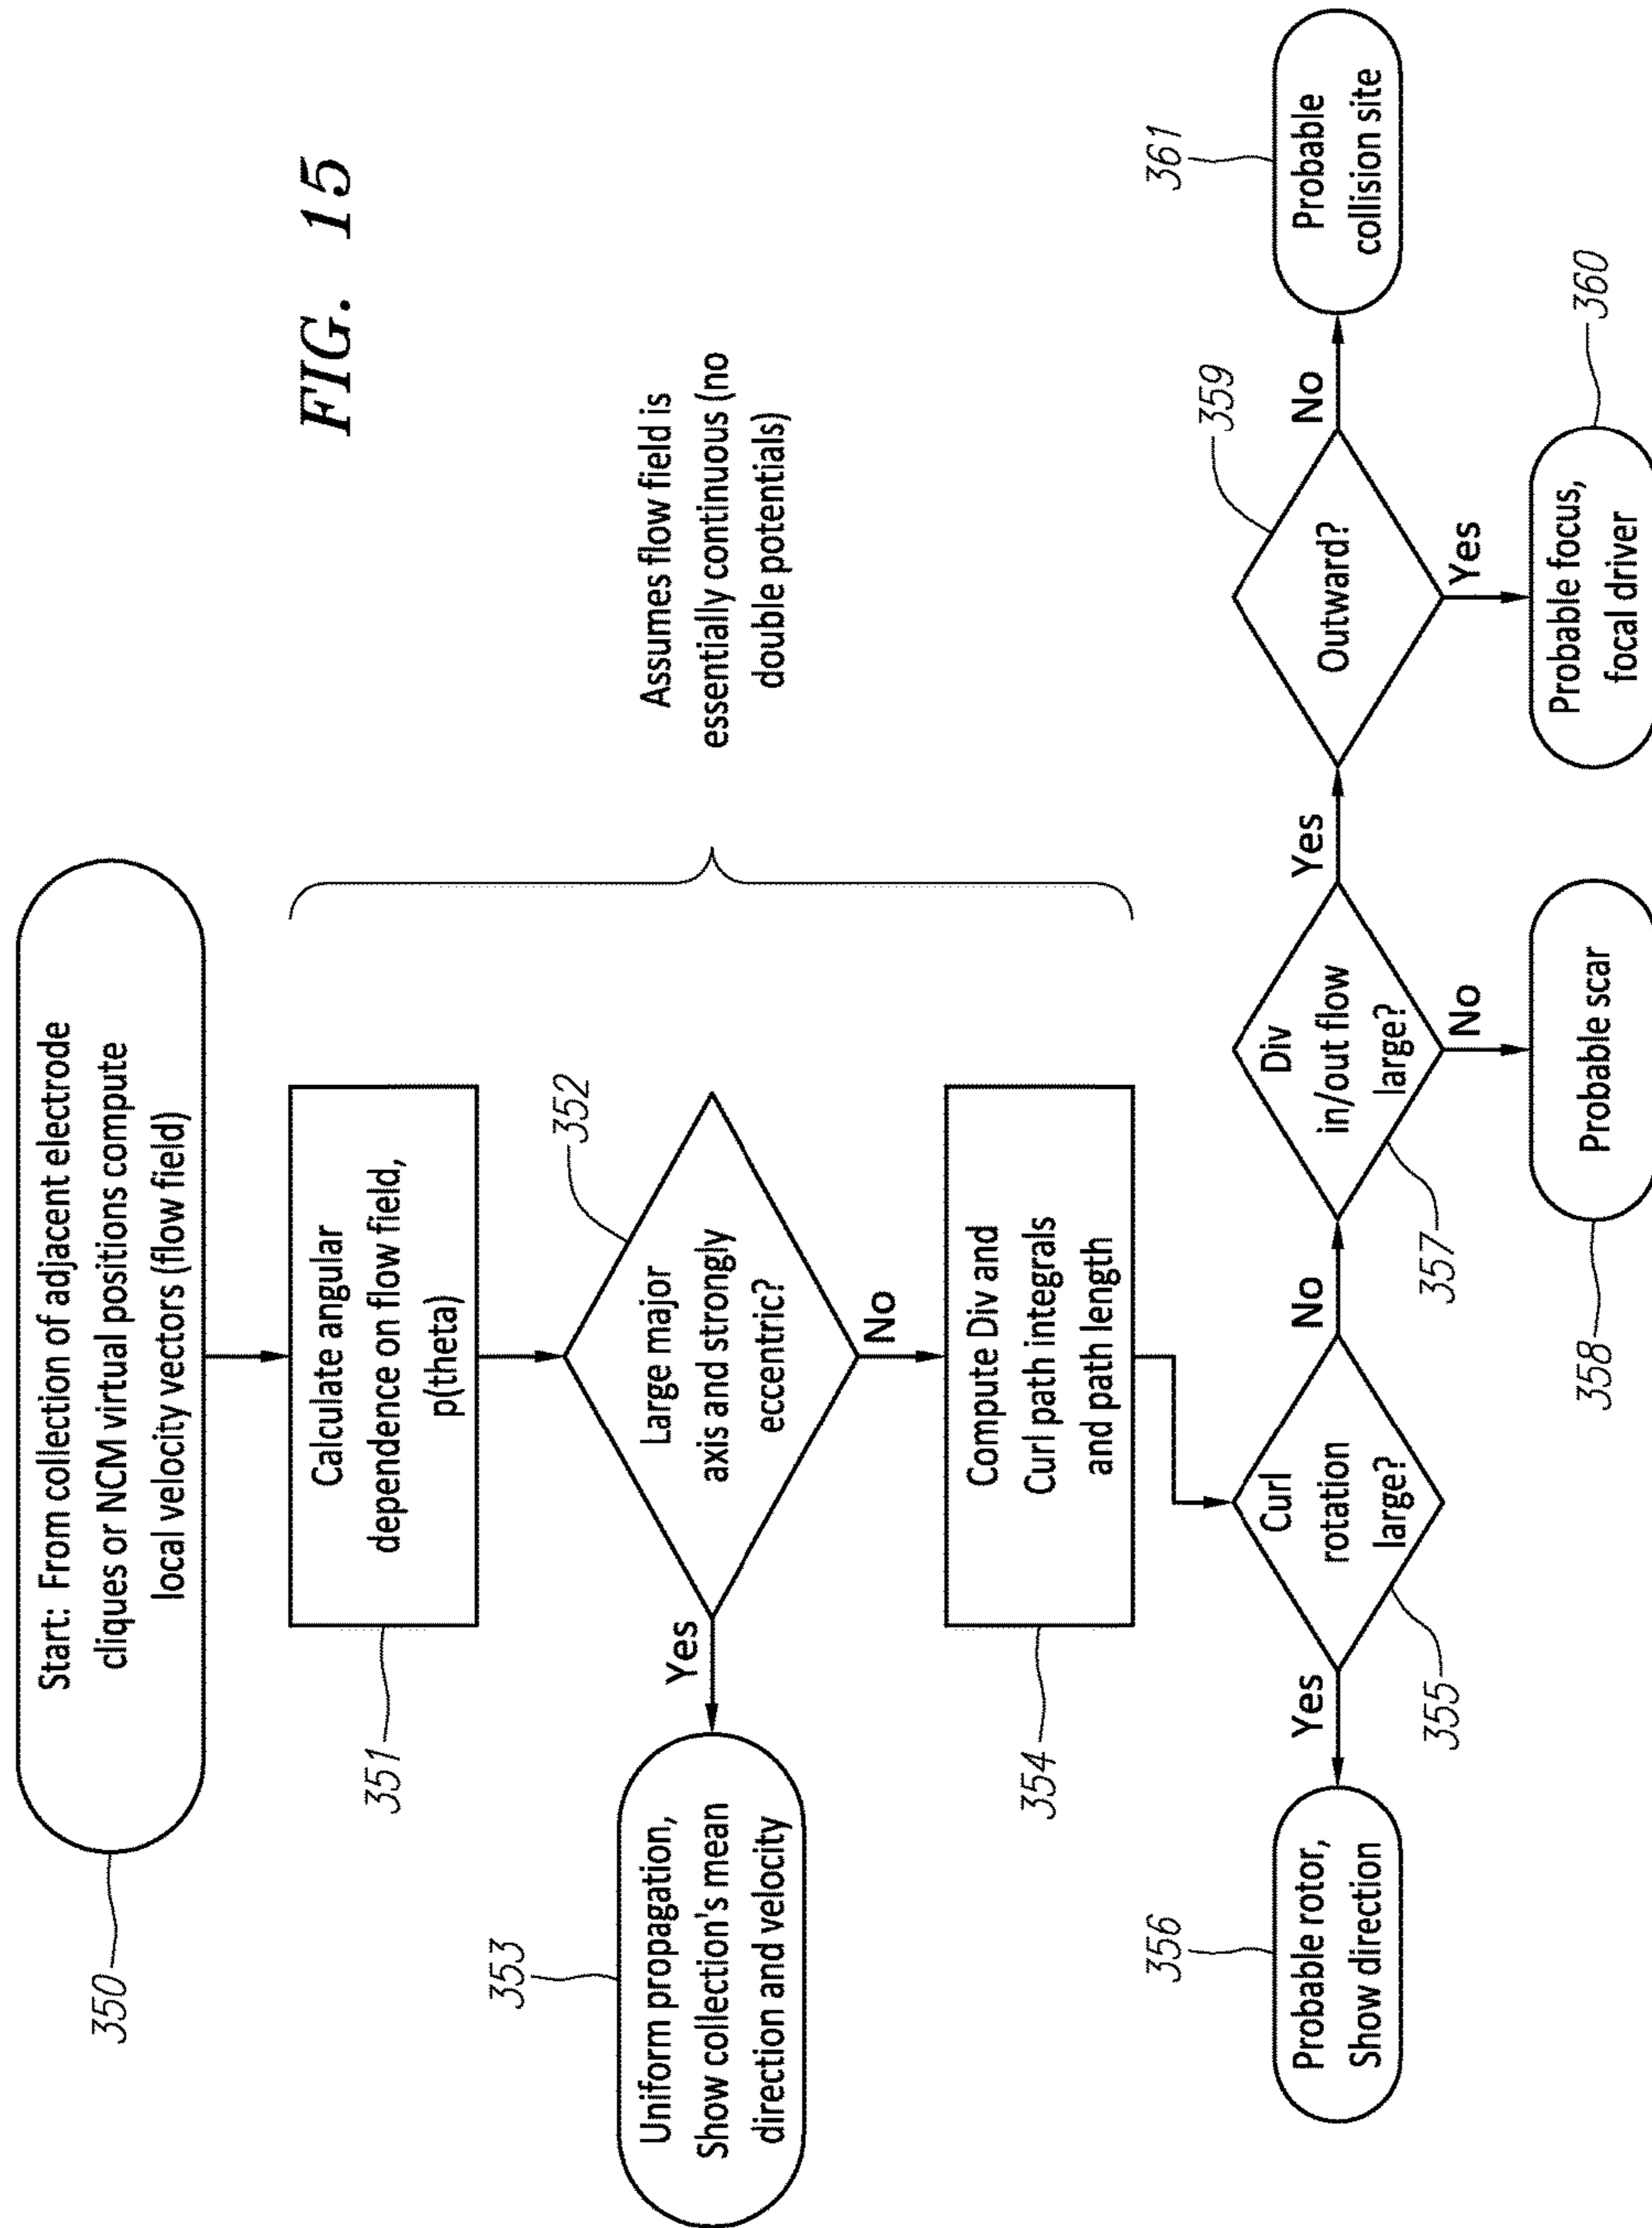 FIG. 15
350
Start: From collection of adjacent electrode
cliques or NCM virtual positions compute
local velocity vectors (flow field)
351
Calculate angular
dependence on flow field,
p(theta)
352
Large major
axis and strongly
eccentric?
Yes
No
353
Uniform propagation,
Show collection's mean
direction and velocity
Assumes flow field is
essentially continuous (no
double potentials)
354
Compute Div and
Curl path integrals
and path length
355
Curl
rotation
large?
Yes
No
356
Probable rotor,
Show direction
357
Div
in/out flow
large?
Yes
No
358
Probable scar
359
Outward?
No
Yes
360
Probable focus,
focal driver
361
Probable
collision site